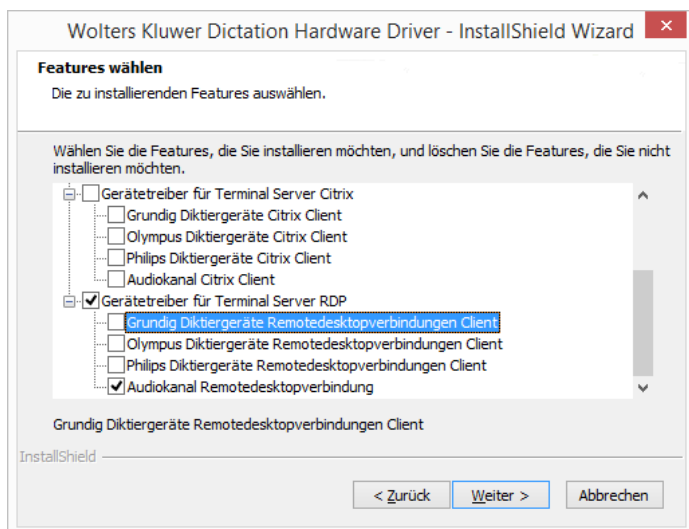 Wolters Kluwer Dictation Hardware Driver - InstallShield Wizard
Features wählen
Die zu installierenden Features auswählen.
Wählen Sie die Features, die Sie installieren möchten, und löschen Sie die Features, die Sie nicht
installieren möchten.
Gerätetreiber für Terminal Server Citrix
Grundig Diktiergeräte Citrix Client
Olympus Diktiergeräte Citrix Client
Philips Diktiergeräte Citrix Client
Audiokanal Citrix Client
Gerätetreiber für Terminal Server RDP
Grundig Diktiergeräte Remotedesktopverbindungen Client
Olympus Diktiergeräte Remotedesktopverbindungen Client
Philips Diktiergeräte Remotedesktopverbindungen Client
Audiokanal Remotedesktopverbindung
Grundig Diktiergeräte Remotedesktopverbindungen Client
InstallShield
< Zurück Weiter > Abbrechen